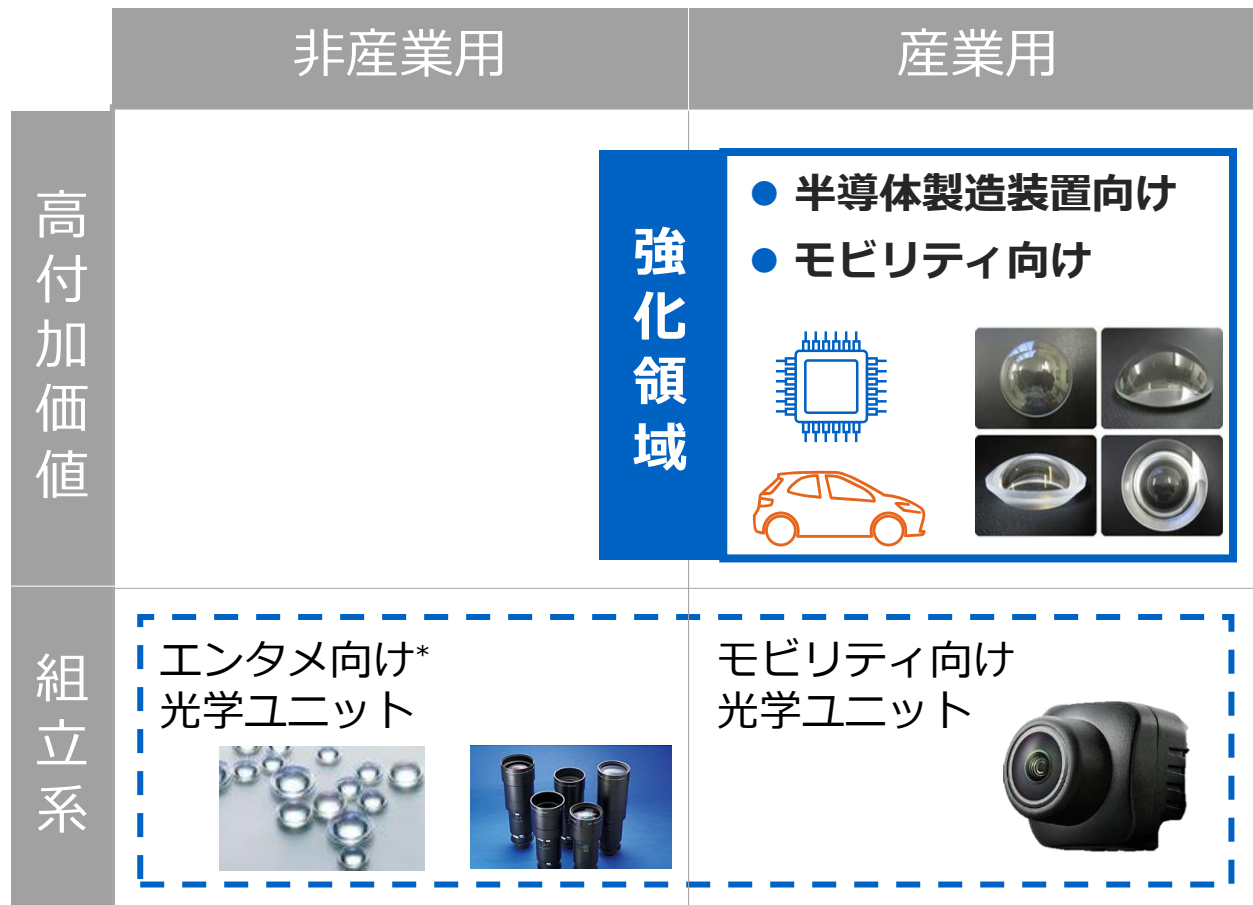 非産業用
産業用
高付加価値
強化領域
● 半導体製造装置向け
● モビリティ向け
組立系
エンタメ向け*
光学ユニット
モビリティ向け
光学ユニット